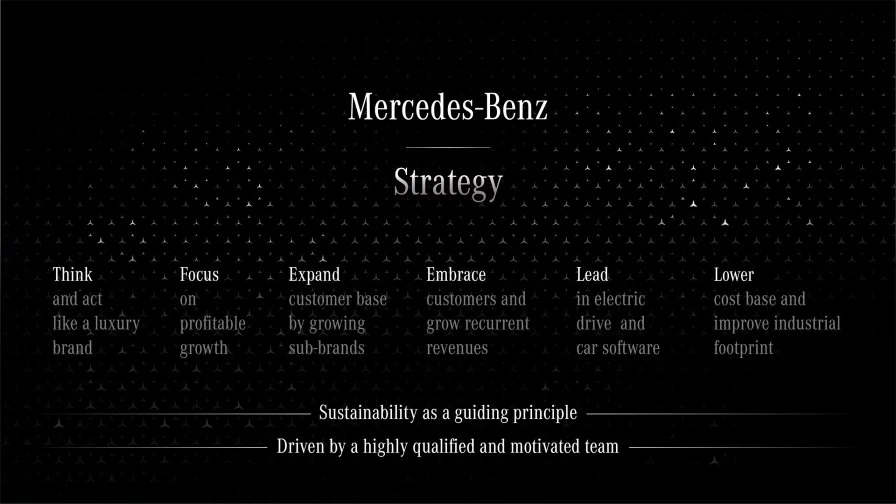 Mercedes-Benz
Strategy
Think
and act
like a luxury
brand
Focus
on
profitable
growth
Expand
customer base
by growing
sub-brands
Embrace
customers and
grow recurrent
revenues
Lead
in electric
drive and
car software
Lower
cost base and
improve industrial
footprint
Sustainability as a guiding principle
Driven by a highly qualified and motivated team